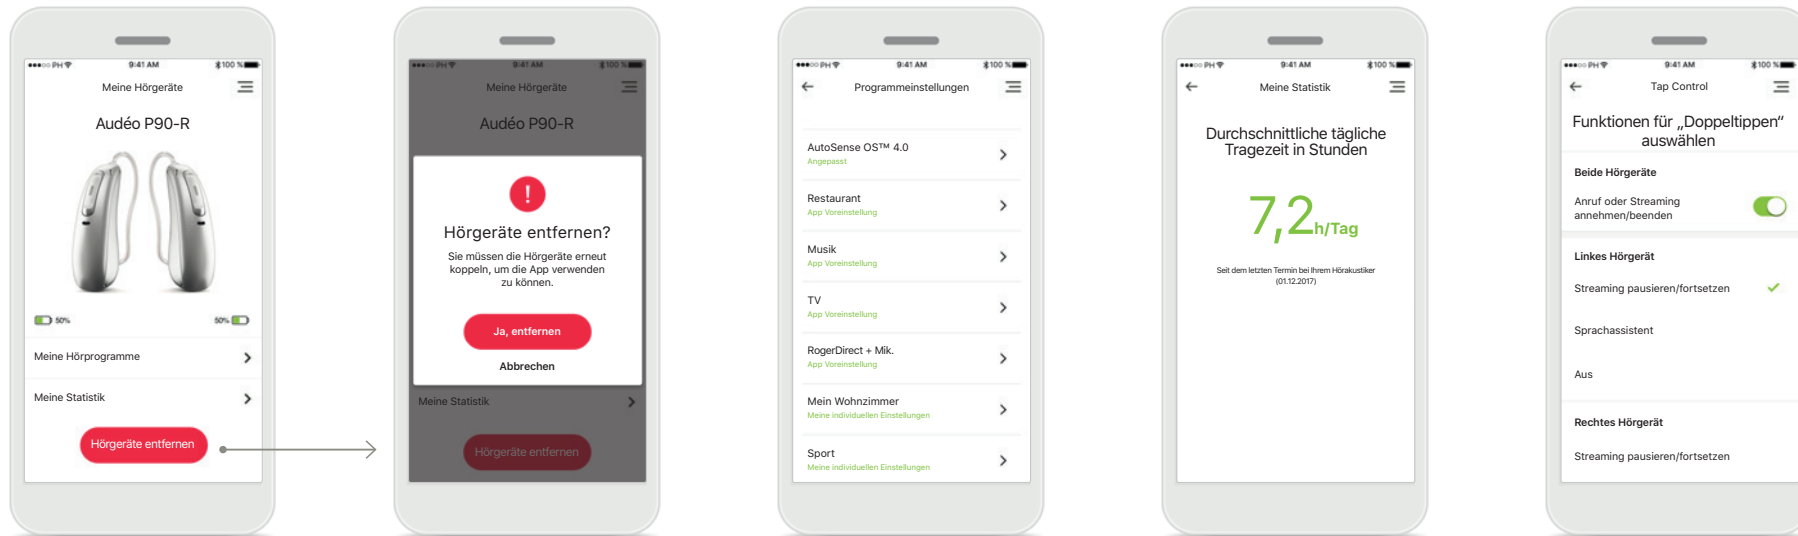 PH
9:41 AM
100 %
Meine Hörgeräte
Audéo P90-R
50%
50%
Meine Hörprogramme
Meine Statistik
Hörgeräte entfernen
PH
9:41 AM
100 %
Meine Hörgeräte
Audéo P90-R
!
Hörgeräte entfernen?
Sie müssen die Hörgeräte erneut
koppeln, um die App verwenden
zu können.
Ja, entfernen
Abbrechen
Meine Statistik
Hörgeräte entfernen
PH
9:41 AM
100 %
Programmeinstellungen
AutoSense OS™ 4.0
Angepasst
Restaurant
App Voreinstellung
Musik
App Voreinstellung
TV
App Voreinstellung
RogerDirect + Mik.
App Voreinstellung
Mein Wohnzimmer
Meine individuellen Einstellungen
Sport
Meine individuellen Einstellungen
PH
9:41 AM
100 %
Meine Statistik
Durchschnittliche tägliche
Tragezeit in Stunden
7,2h/Tag
Seit dem letzten Termin bei Ihrem Hörakustiker
(01.12.2017)
PH
9:41 AM
100 %
Tap Control
Funktionen für „Doppeltippen“
auswählen
Beide Hörgeräte
Anruf oder Streaming
annehmen/beenden
Linkes Hörgerät
Streaming pausieren/fortsetzen
Sprachassistent
Aus
Rechtes Hörgerät
Streaming pausieren/fortsetzen